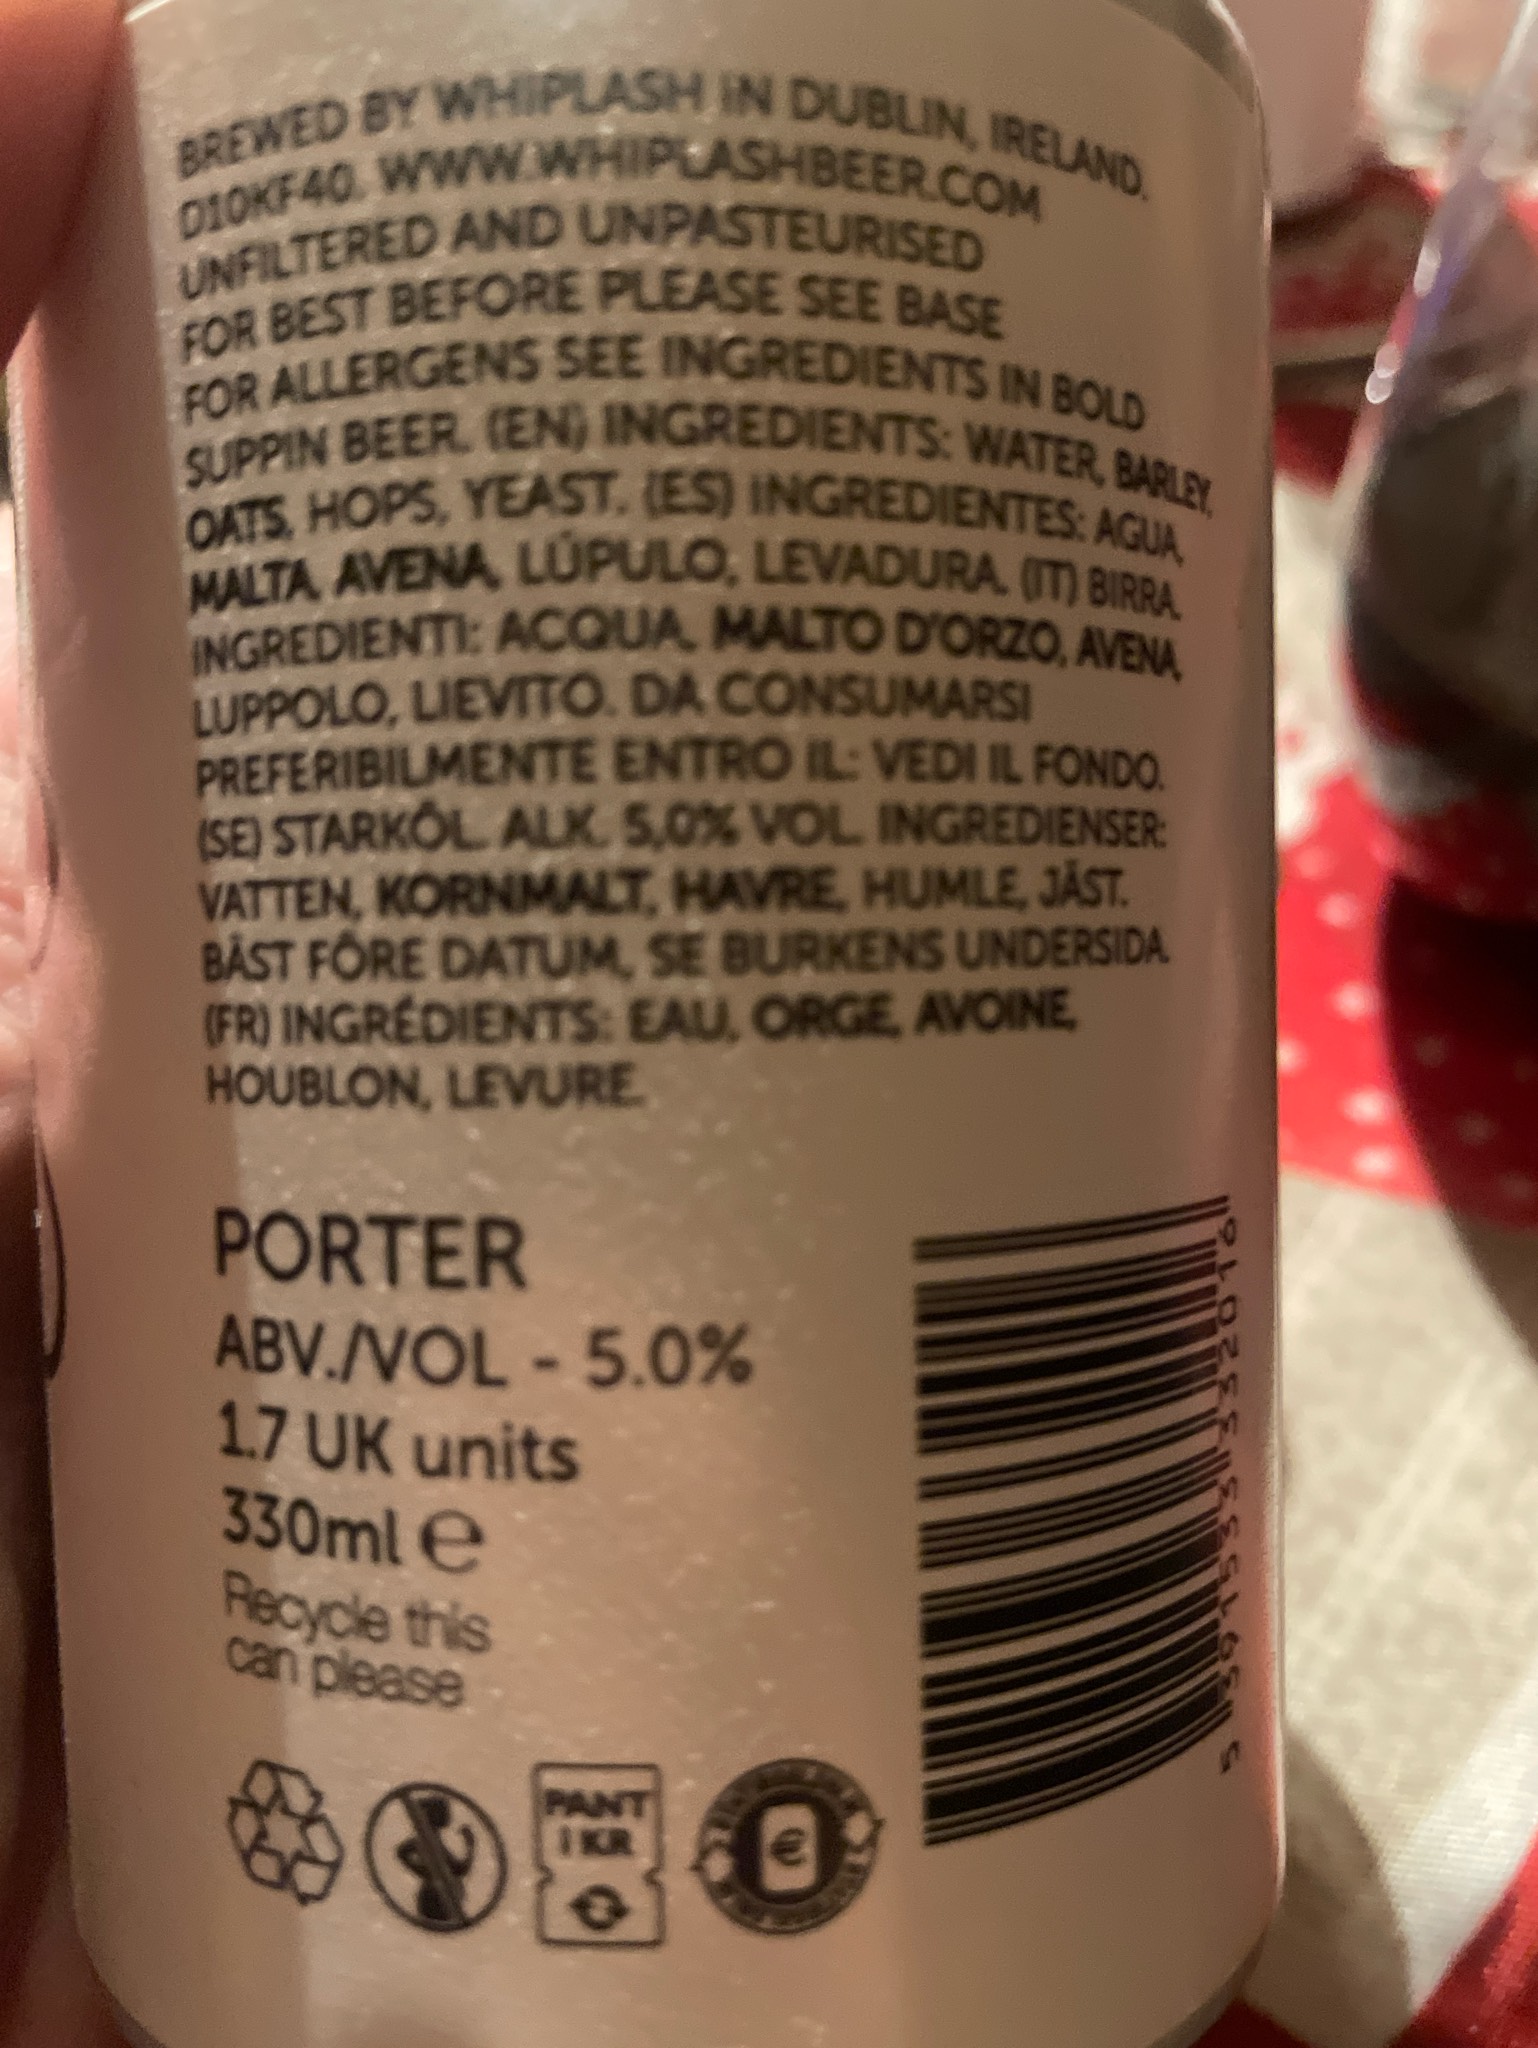 BREWED BY WHIPLASH IN DUBLIN, IRELAND.
D10KF40. WWW.WHIPLASHBEER.COM
UNFILTERED AND UNPASTEURISED
FOR BEST BEFORE PLEASE SEE BASE
FOR ALLERGENS SEE INGREDIENTS IN BOLD
SUPPIN BEER. (EN) INGREDIENTS: WATER, BARLEY,
OATS, HOPS, YEAST. (ES) INGREDIENTES: AGUA,
MALTA, AVENA, LÚPULO, LEVADURA. (IT) BIRRA.
INGREDIENTI: ACQUA, MALTO D'ORZO, AVENA,
LUPPOLO, LIEVITO. DA CONSUMARSI
PREFERIBILMENTE ENTRO IL: VEDI IL FONDO.
(SE) STARKÖL. ALK. 5,0% VOL. INGREDIENSER:
VATTEN, KORNMALT, HAVRE, HUMLE, JÄST.
BÄST FÖRE DATUM, SE BURKENS UNDERSIDA.
(FR) INGRÉDIENTS: EAU, ORGE, AVOINE,
HOUBLON, LEVURE.
PORTER
ABV./VOL - 5.0%
1.7 UK units
330ml e
Recycle this
can please
PANT
1 KR
€
5 391533 332016